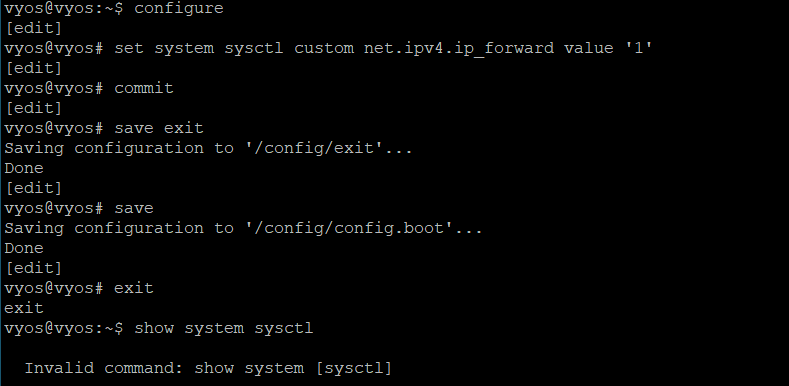 vyos@vyos:~$ configure
[edit]
vyos@vyos# set system sysctl custom net.ipv4.ip_forward value '1'
[edit]
vyos@vyos# commit
[edit]
vyos@vyos# save exit
Saving configuration to '/config/exit'...
Done
[edit]
vyos@vyos# save
Saving configuration to '/config/config.boot'...
Done
[edit]
vyos@vyos# exit
exit
vyos@vyos:~$ show system sysctl
Invalid command: show system [sysctl]